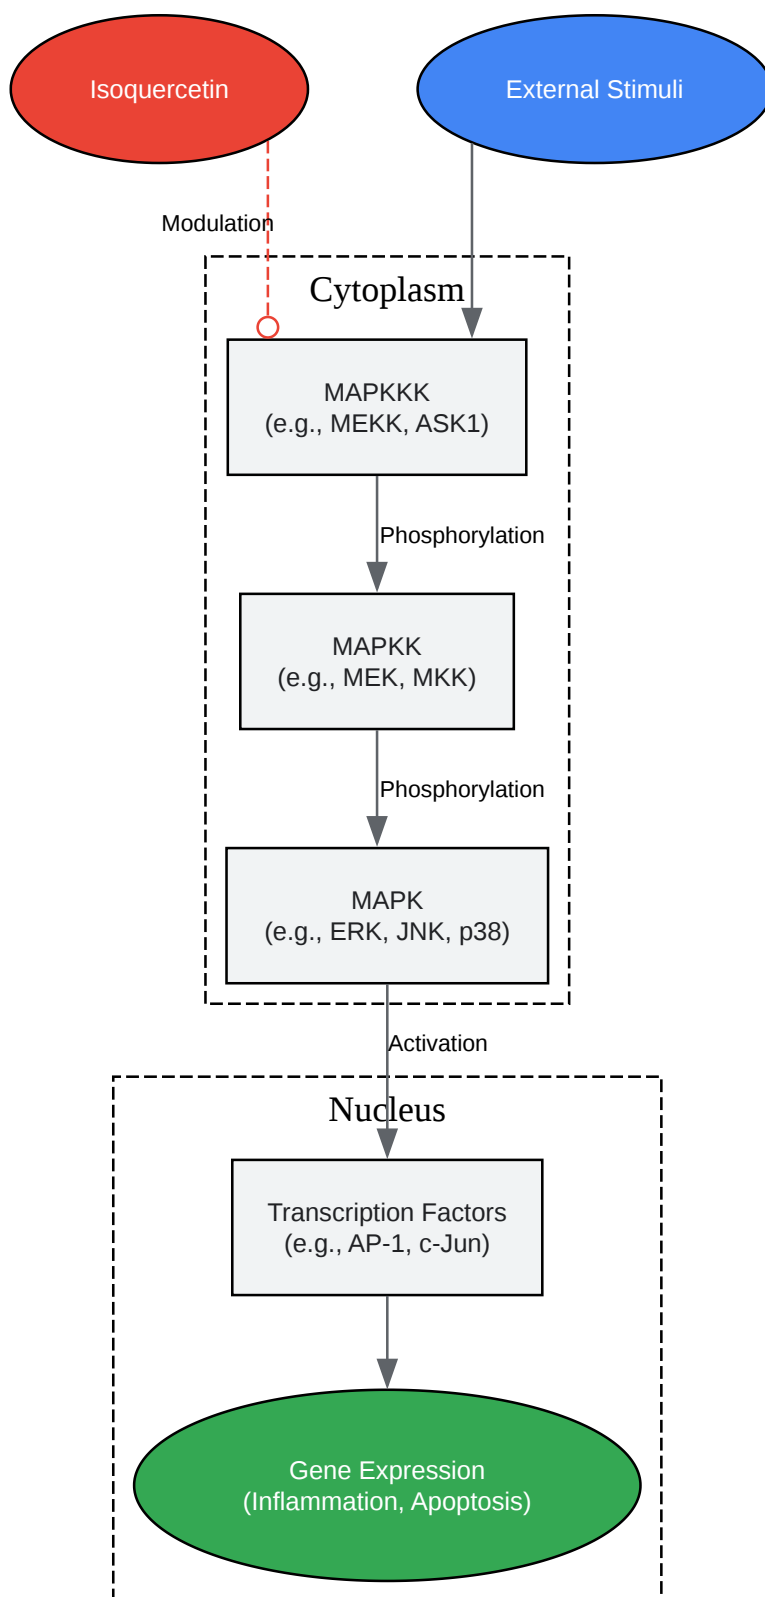 Isoquercetin
External Stimuli
Modulation
Cytoplasm
MAPKKK
(e.g., MEKK, ASK1)
Phosphorylation
MAPKK
(e.g., MEK, MKK)
Phosphorylation
MAPK
(e.g., ERK, JNK, p38)
Activation
Nucleus
Transcription Factors
(e.g., AP-1, c-Jun)
Gene Expression
(Inflammation, Apoptosis)